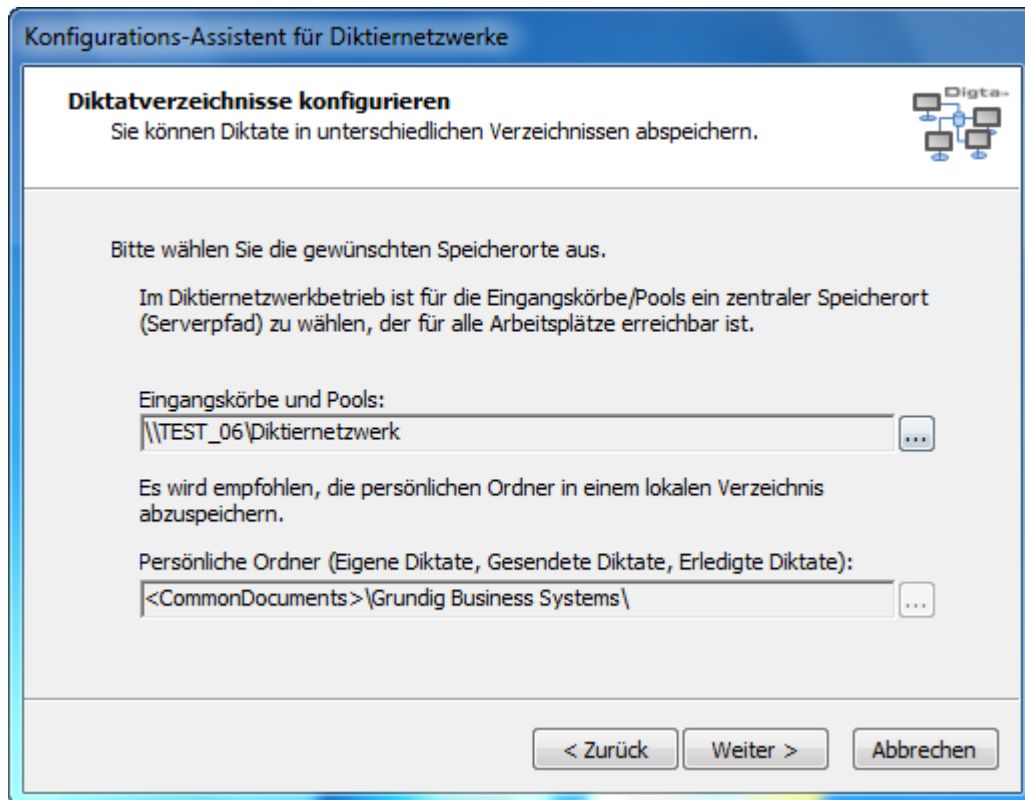 Konfigurations-Assistent für Diktiernetzwerke
Diktatverzeichnisse konfigurieren
Sie können Diktate in unterschiedlichen Verzeichnissen abspeichern.
Digta
Bitte wählen Sie die gewünschten Speicherorte aus.
Im Diktiernetzwerkbetrieb ist für die Eingangskörbe/Pools ein zentraler Speicherort
(Serverpfad) zu wählen, der für alle Arbeitsplätze erreichbar ist.
Eingangskörbe und Pools:
\\TEST_06\Diktiernetzwerk
...
Es wird empfohlen, die persönlichen Ordner in einem lokalen Verzeichnis
abzuspeichern.
Persönliche Ordner (Eigene Diktate, Gesendete Diktate, Erledigte Diktate):
<CommonDocuments>\Grundig Business Systems\
...
< Zurück
Weiter >
Abbrechen